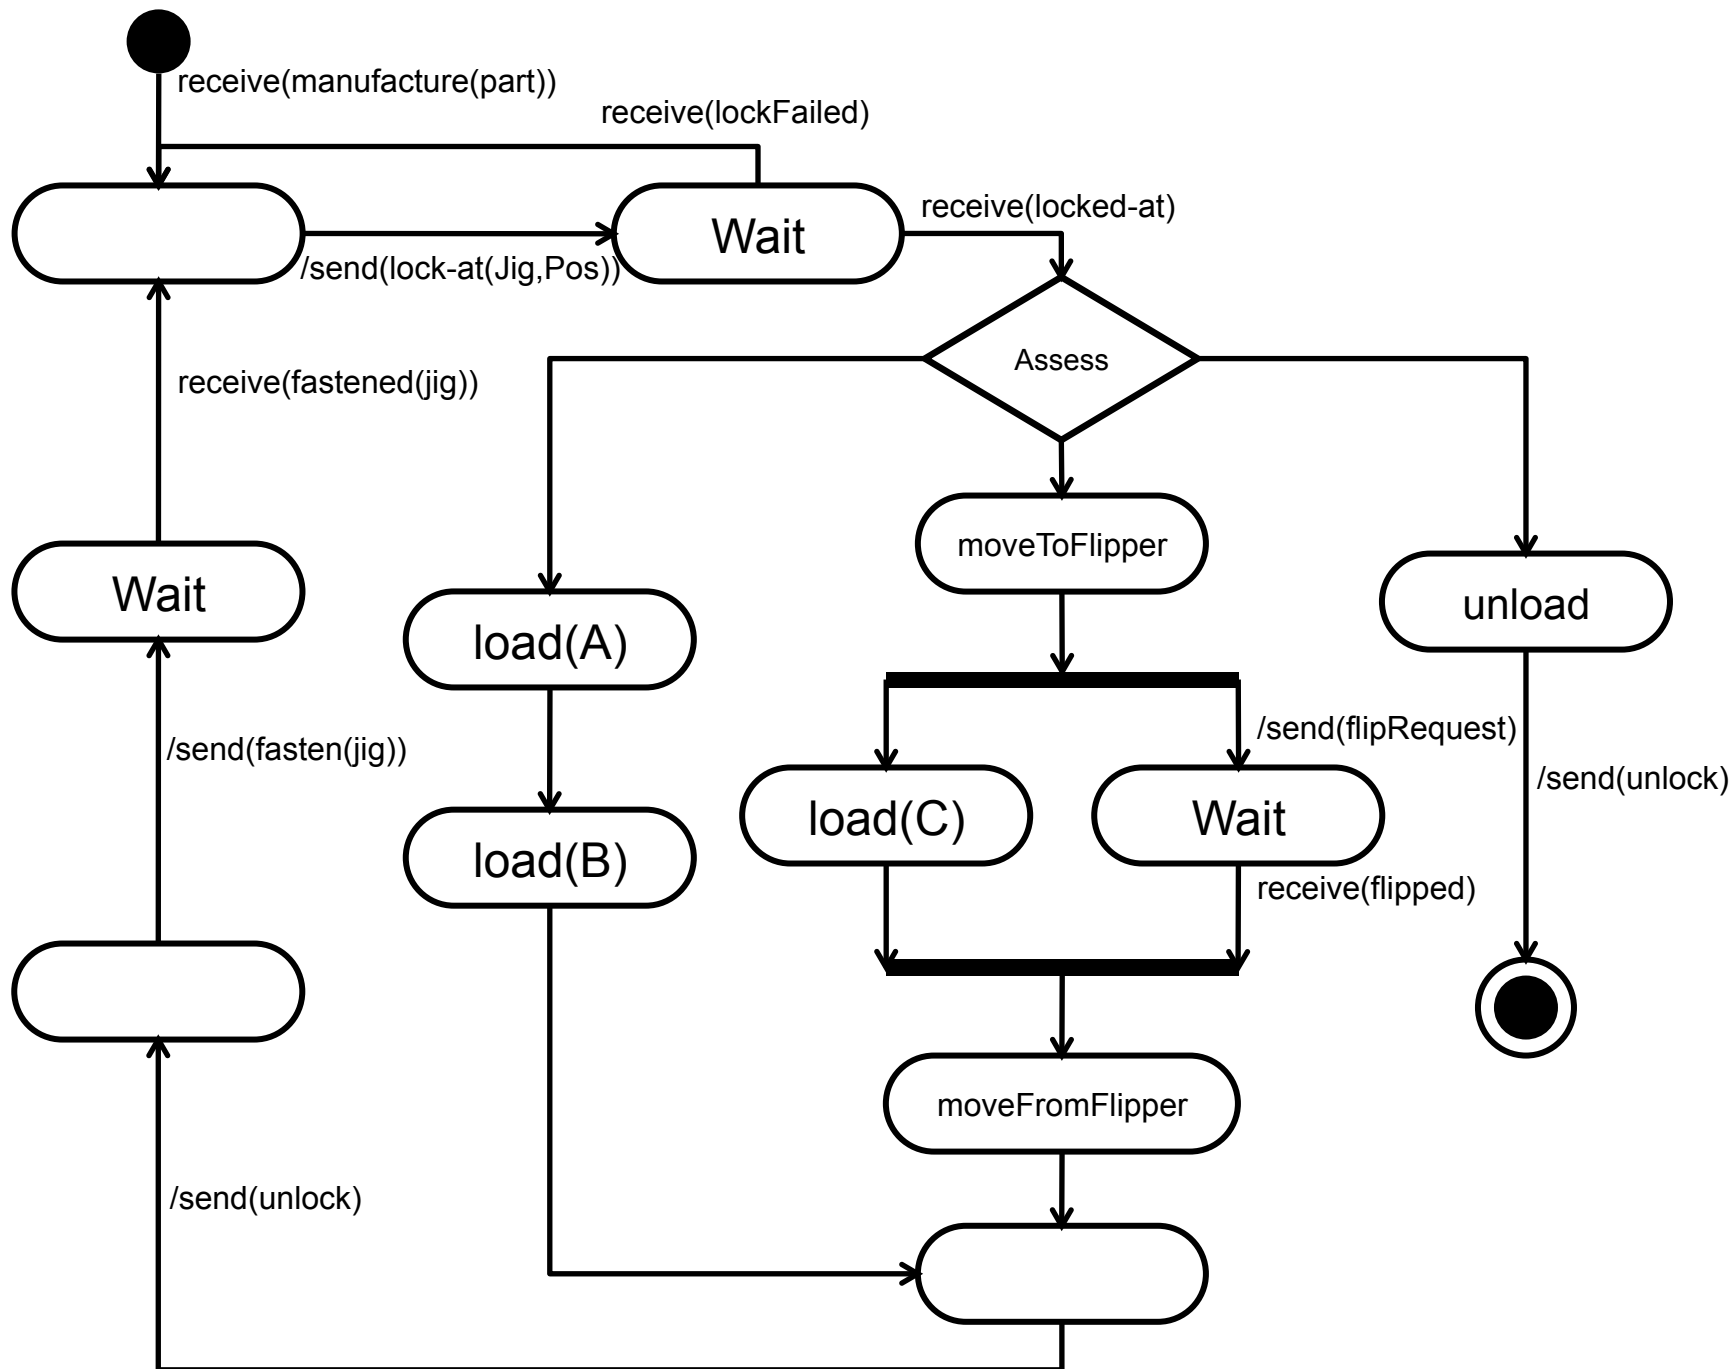 receive(manufacture(part))
receive(lockFailed)
Wait
receive(locked-at)
/send(lock-at(Jig,Pos))
Assess
receive(fastened(jig))
moveToFlipper
Wait
load(A)
unload
/send(fasten(jig))
/send(flipRequest)
/send(unlock)
load(C)
Wait
load(B)
receive(flipped)
moveFromFlipper
/send(unlock)